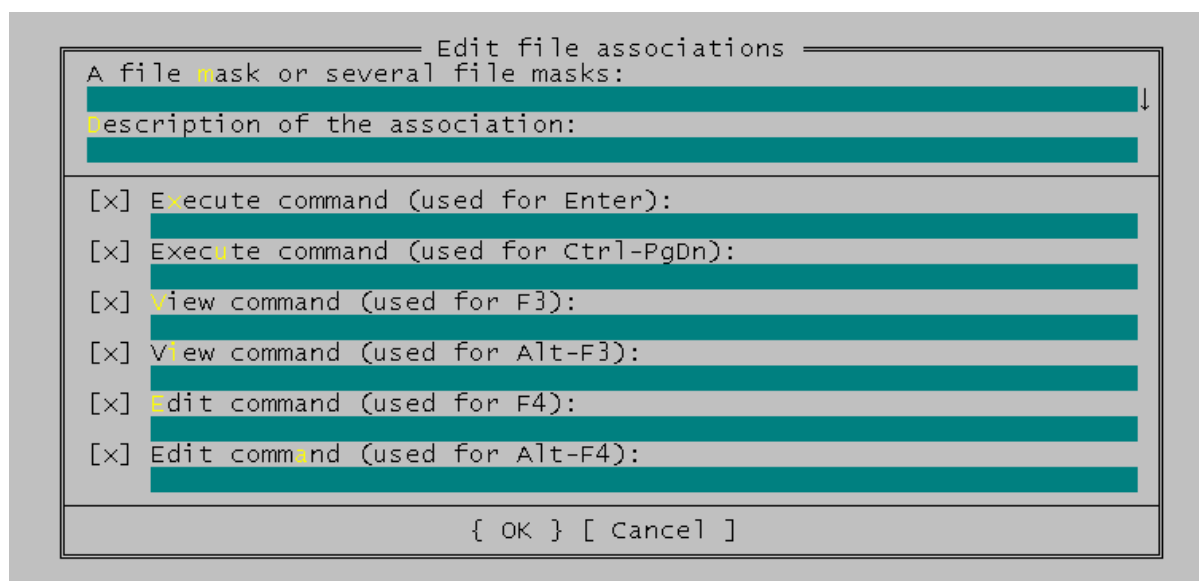 Edit file associations
A file mask or several file masks:
↓
Description of the association:
[x] Execute command (used for Enter):
[x] Execute command (used for Ctrl-PgDn):
[x] View command (used for F3):
[x] View command (used for Alt-F3):
[x] Edit command (used for F4):
[x] Edit command (used for Alt-F4):
{ OK } [ Cancel ]